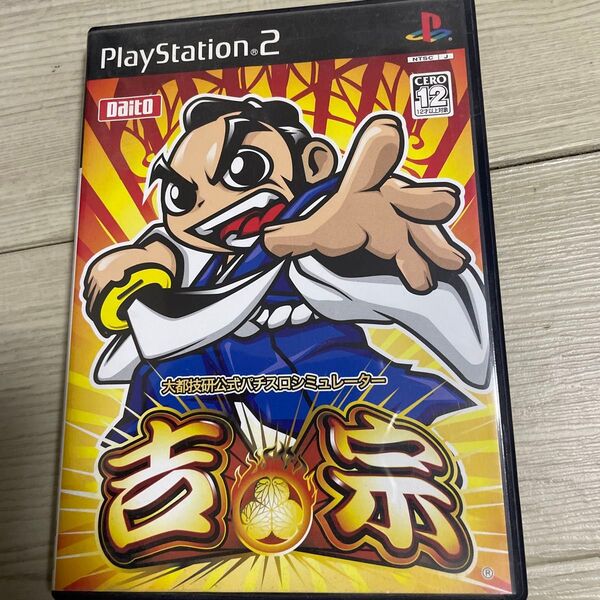 PlayStation®2
NTSC J
Daito
CERO
12
12才以上対象
大都技研公式パチスロシミュレーター
吉宗
®